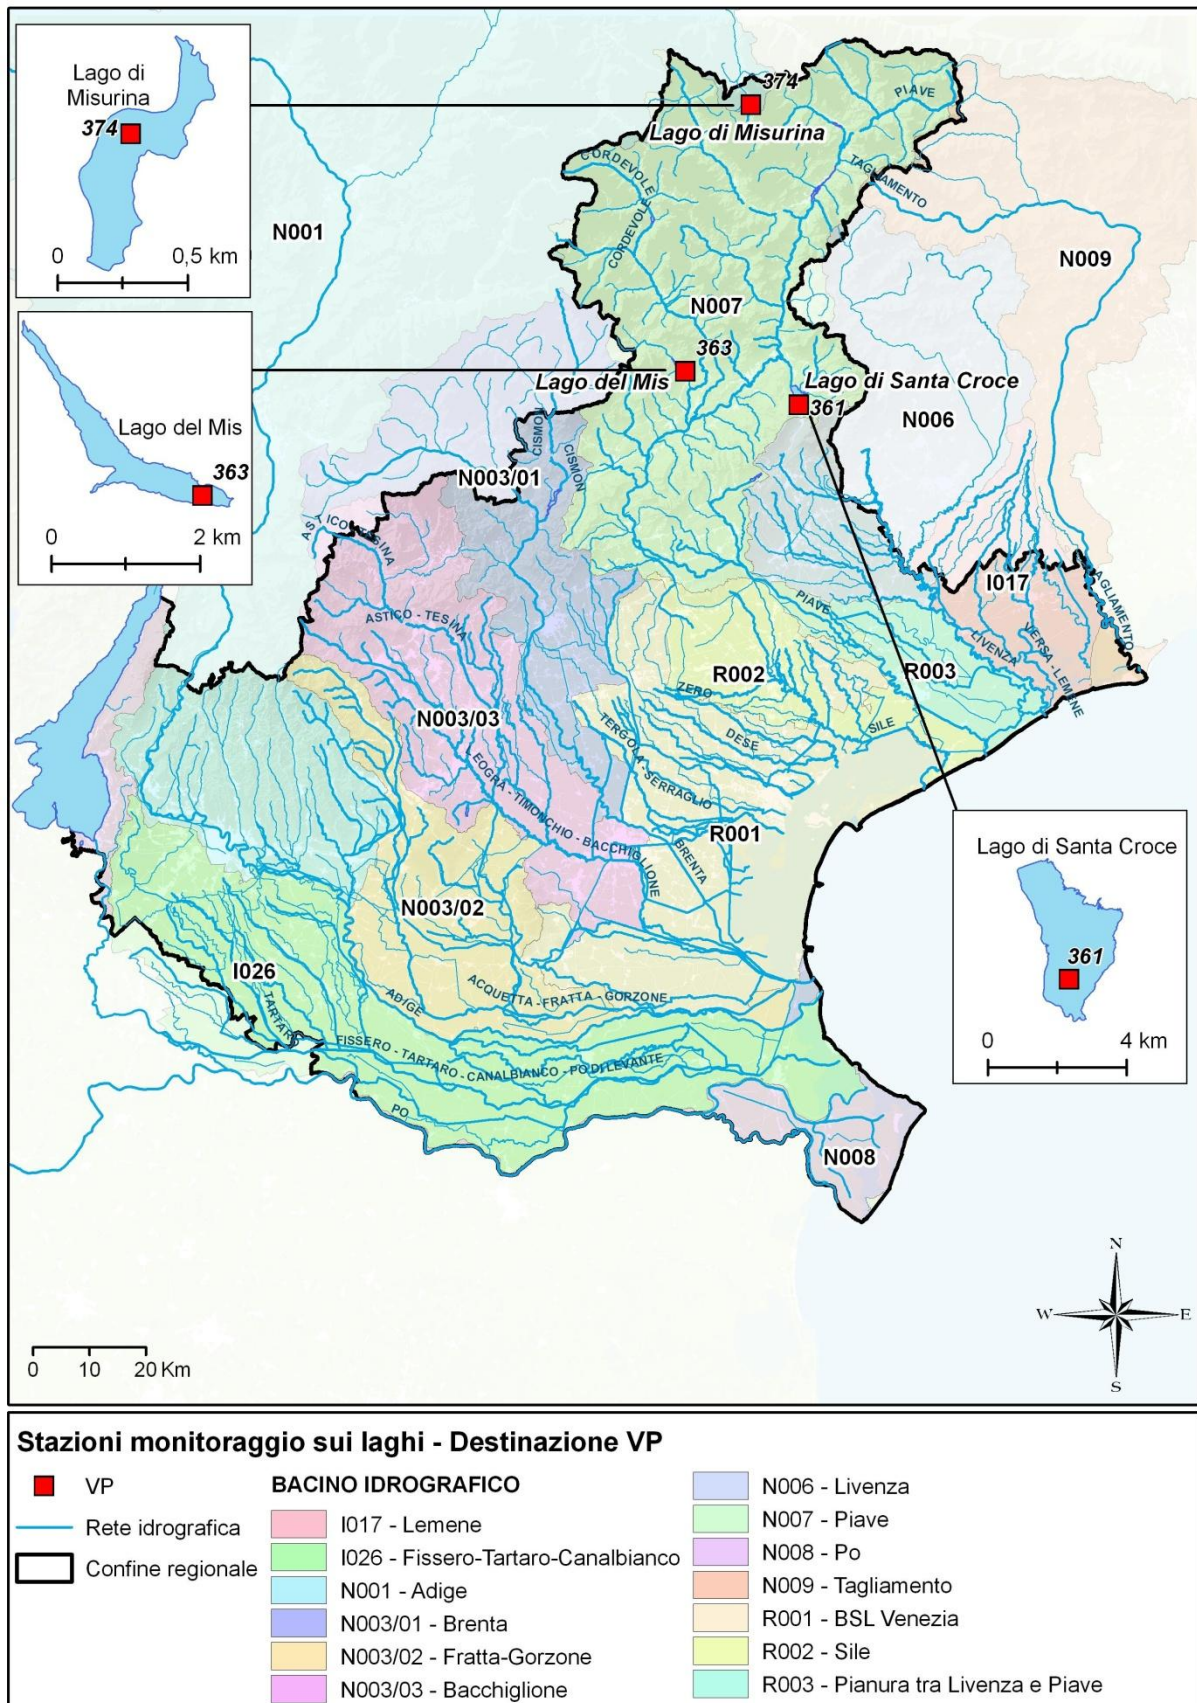 Lago di
Misurina
374
0 0,5 km
374
Lago di Misurina
PIAVE
CORDEVOLE
CORDEVOLE
TAGLIAMENTO
N001
N009
N007
Lago del Mis
363
0 2 km
363
Lago del Mis
Lago di Santa Croce
361
N006
CISMON
CISMON
N003/01
ASTICO - TESINA
I017
TAGLIAMENTO
ASTICO - TESINA
PIAVE
LIVENZA
VERSA - LEMENE
R003
R002
ZERO
DESE
SILE
N003/03
TERGOLA - SERRAGLIO
LEOGRA - TIMONCHIO - BACCHIGLIONE
R001
BRENTA
Lago di Santa Croce
361
0 4 km
N003/02
I026
TARTARO
ADIGE
ACQUETTA - FRATTA - GORZONE
FISSERO - TARTARO - CANALBIANCO - PO DI LEVANTE
PO
N008
N
W E
S
0 10 20 Km
Stazioni monitoraggio sui laghi - Destinazione VP
VP
Rete idrografica
Confine regionale
BACINO IDROGRAFICO
I017 - Lemene
I026 - Fissero-Tartaro-Canalbianco
N001 - Adige
N003/01 - Brenta
N003/02 - Fratta-Gorzone
N003/03 - Bacchiglione
N006 - Livenza
N007 - Piave
N008 - Po
N009 - Tagliamento
R001 - BSL Venezia
R002 - Sile
R003 - Pianura tra Livenza e Piave